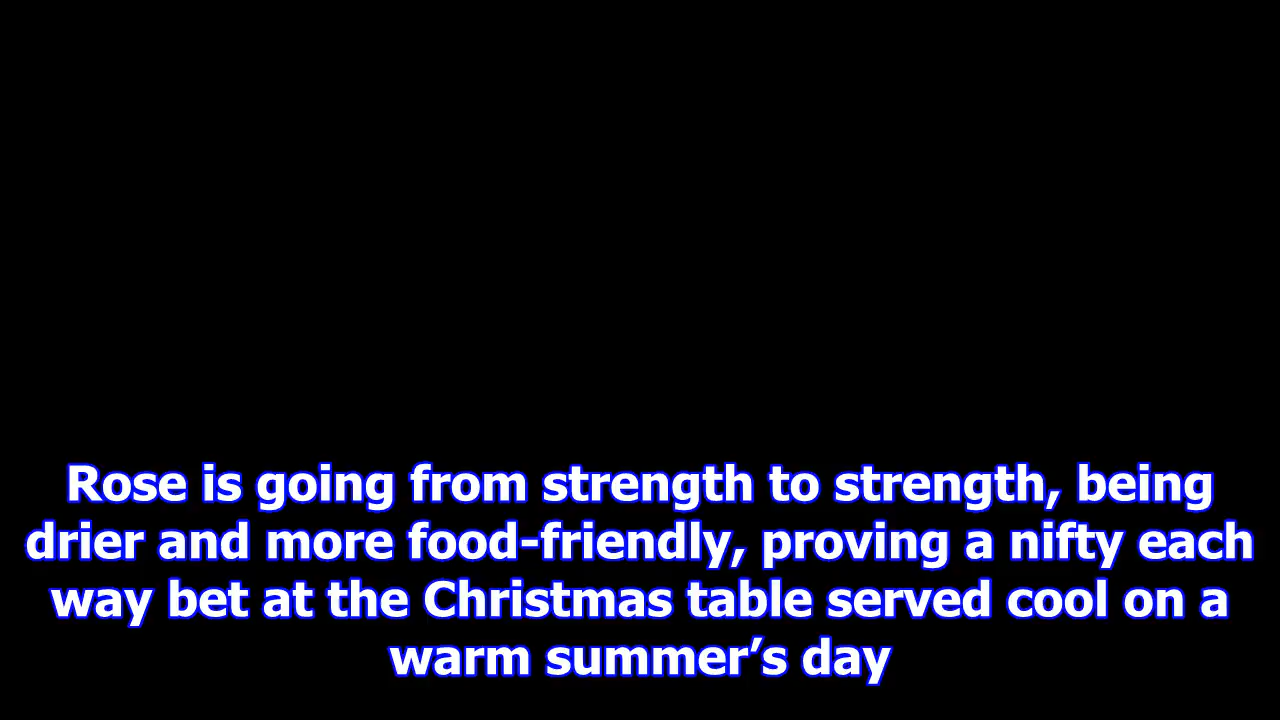 Rose is going from strength to strength, being
drier and more food-friendly, proving a nifty each
way bet at the Christmas table served cool on a
warm summer’s day